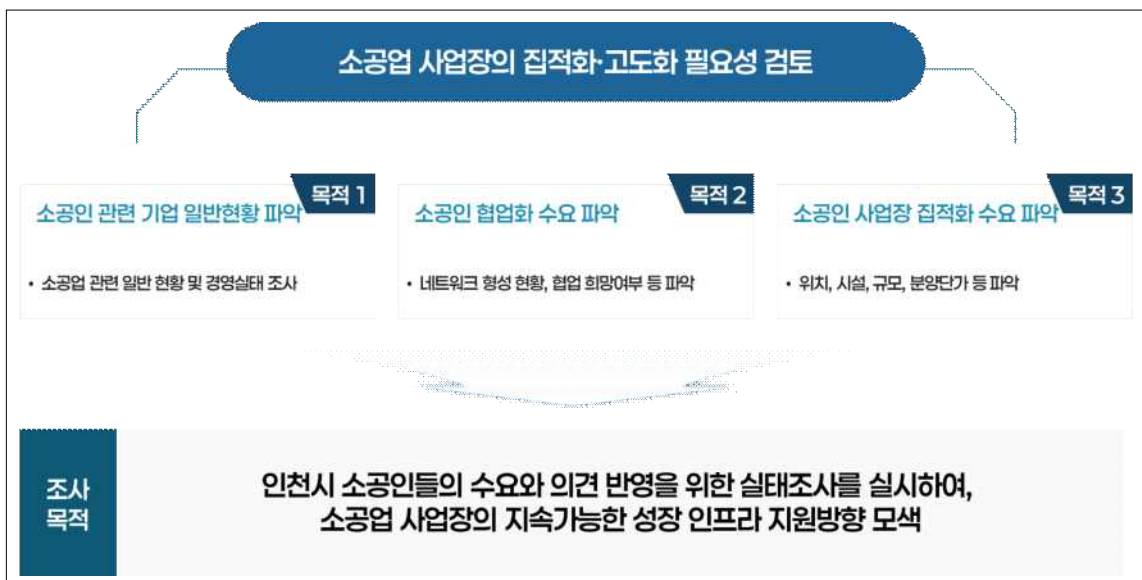 소공업 사업장의 집적화·고도화 필요성 검토
목적 1
소공인 관련 기업 일반현황 파악
• 소공업 관련 일반 현황 및 경영실태 조사
목적 2
소공인 협업화 수요 파악
• 네트워크 형성 현황, 협업 희망여부 등 파악
목적 3
소공인 사업장 집적화 수요 파악
• 위치, 시설, 규모, 분양단가 등 파악
조사
목적
인천시 소공인들의 수요와 의견 반영을 위한 실태조사를 실시하여,
소공업 사업장의 지속가능한 성장 인프라 지원방향 모색